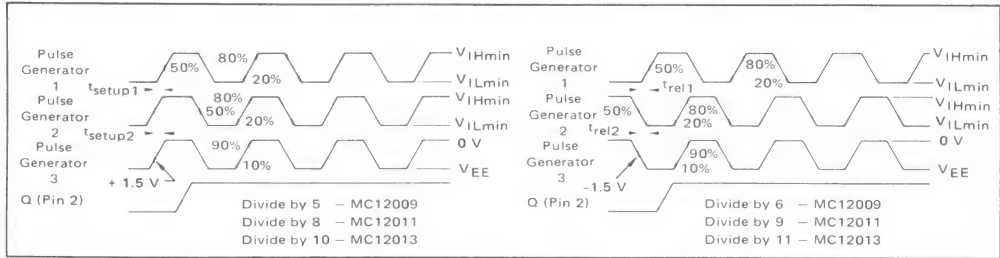 Pulse
Generator
1
50%
80%
20%
VIHmin
VILmin
tsetup1
Pulse
Generator
2
80%
50%
20%
VIHmin
VILmin
tsetup2
Pulse
Generator
3
90%
10%
0 V
VEE
+ 1.5 V
Q (Pin 2)
Divide by 5 – MC12009
Divide by 8 – MC12011
Divide by 10 – MC12013
Pulse
Generator
1
50%
80%
20%
VIHmin
VILmin
trel1
Pulse
Generator
2
50%
80%
20%
VIHmin
VILmin
trel2
Pulse
Generator
3
90%
10%
0 V
VEE
–1.5 V
Q (Pin 2)
Divide by 6 – MC12009
Divide by 9 – MC12011
Divide by 11 – MC12013